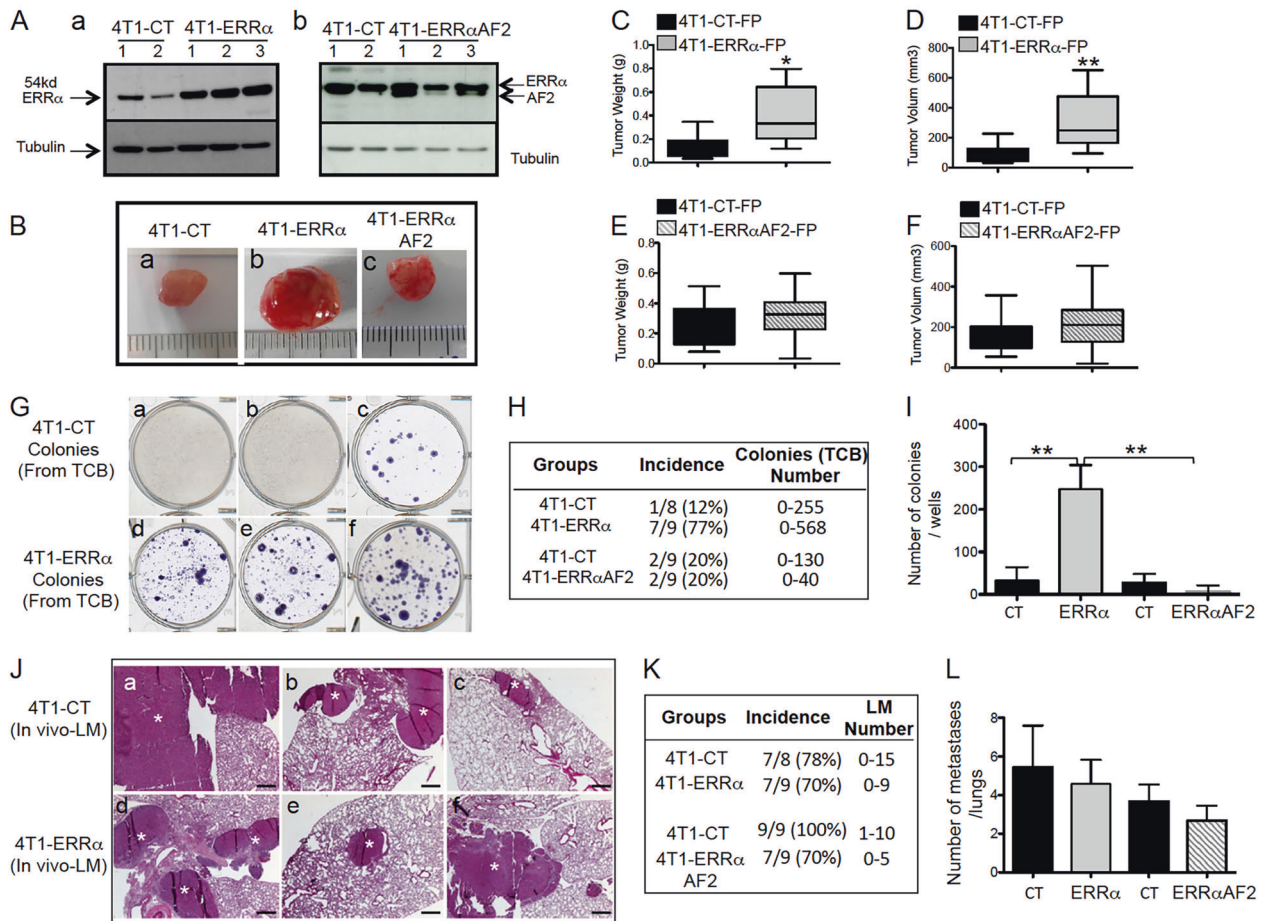 A
a
4T1-CT 4T1-ERRα
1 2 1 2 3
54kd
ERRα
Tubulin
b
4T1-CT 4T1-ERRαAF2
1 2 1 2 3
ERRα
AF2
Tubulin
C
4T1-CT-FP
4T1-ERRα-FP
Tumor Weight (g)
0.8
0.6
0.4
0.2
0.0
*
D
4T1-CT-FP
4T1-ERRα-FP
Tumor Volum (mm3)
800
600
400
200
0
**
B
4T1-CT
4T1-ERRα
4T1-ERRα
AF2
a
b
c
E
4T1-CT-FP
4T1-ERRαAF2-FP
Tumor Weight (g)
0.8
0.6
0.4
0.2
0.0
F
4T1-CT-FP
4T1-ERRαAF2-FP
Tumor Volum (mm3)
600
400
200
0
G
4T1-CT
Colonies
(From TCB)
a
b
c
4T1-ERRα
Colonies
(From TCB)
d
e
f
H
Groups Incidence Colonies (TCB)
Number
4T1-CT 1/8 (12%) 0-255
4T1-ERRα 7/9 (77%) 0-568
4T1-CT 2/9 (20%) 0-130
4T1-ERRαAF2 2/9 (20%) 0-40
I
Number of colonies
/ wells
400
300
200
100
0
**
**
CT ERRα CT ERRαAF2
J
4T1-CT
(In vivo-LM)
a
*
b
*
*
c
*
4T1-ERRα
(In vivo-LM)
d
*
*
*
e
*
f
*
K
Groups Incidence LM
Number
4T1-CT 7/8 (78%) 0-15
4T1-ERRα 7/9 (70%) 0-9
4T1-CT 9/9 (100%) 1-10
4T1-ERRα 7/9 (70%) 0-5
AF2
L
Number of metastases
/lungs
8
6
4
2
0
CT ERRα CT ERRαAF2